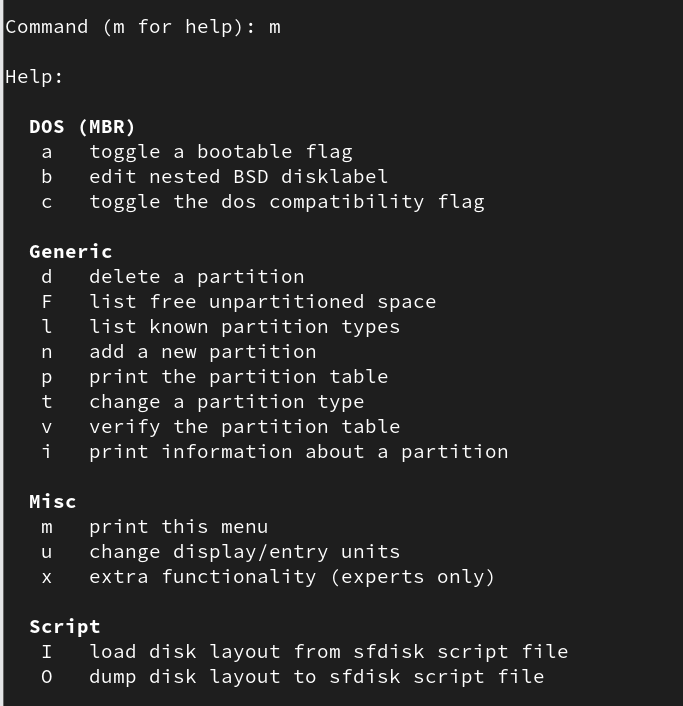 Command (m for help): m
Help:
DOS (MBR)
a   toggle a bootable flag
b   edit nested BSD disklabel
c   toggle the dos compatibility flag
Generic
d   delete a partition
F   list free unpartitioned space
l   list known partition types
n   add a new partition
p   print the partition table
t   change a partition type
v   verify the partition table
i   print information about a partition
Misc
m   print this menu
u   change display/entry units
x   extra functionality (experts only)
Script
I   load disk layout from sfdisk script file
O   dump disk layout to sfdisk script file